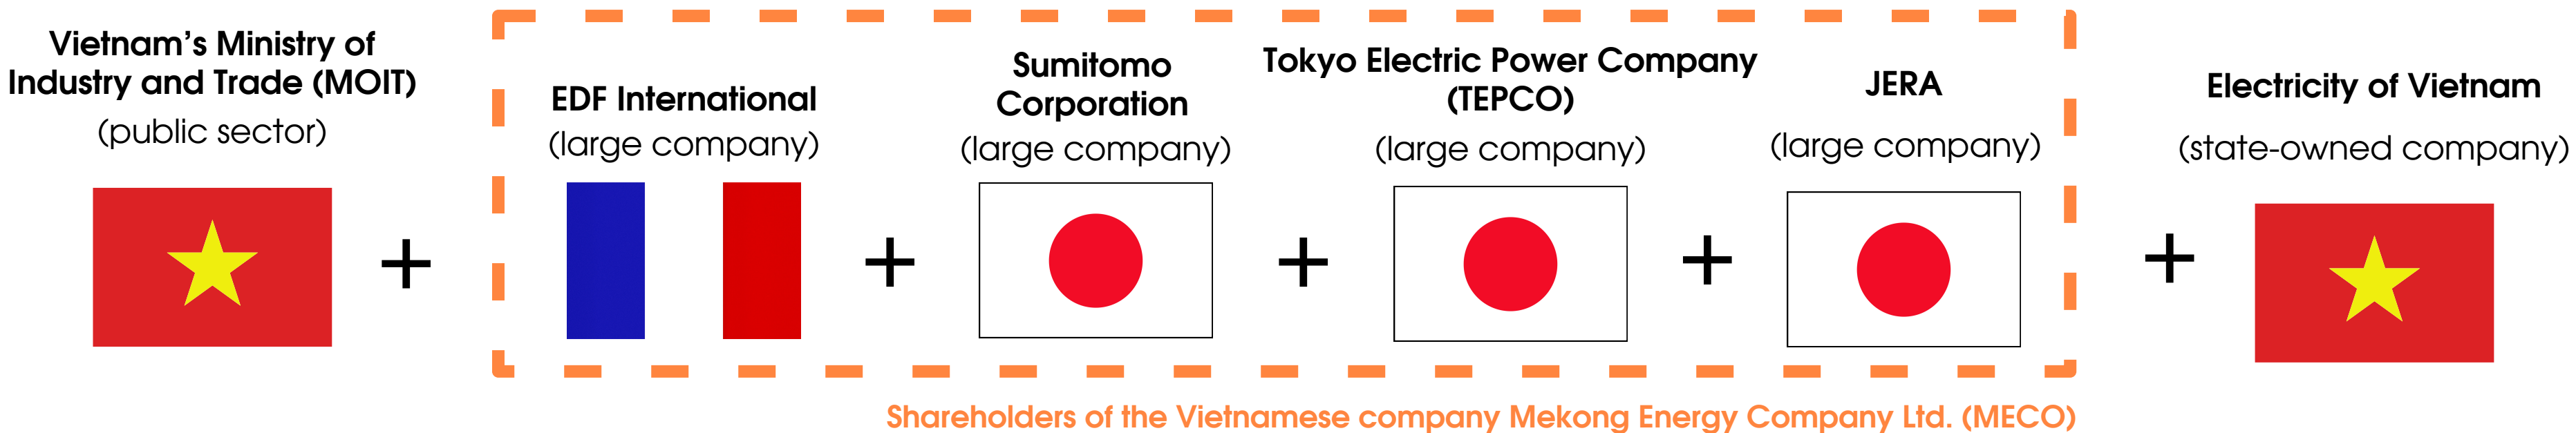 Vietnam’s Ministry of
Industry and Trade (MOIT)
(public sector)
+
EDF International
(large company)
+
Sumitomo
Corporation
(large company)
+
Tokyo Electric Power Company
(TEPCO)
(large company)
+
JERA
(large company)
+
Electricity of Vietnam
(state-owned company)
Shareholders of the Vietnamese company Mekong Energy Company Ltd. (MECO)